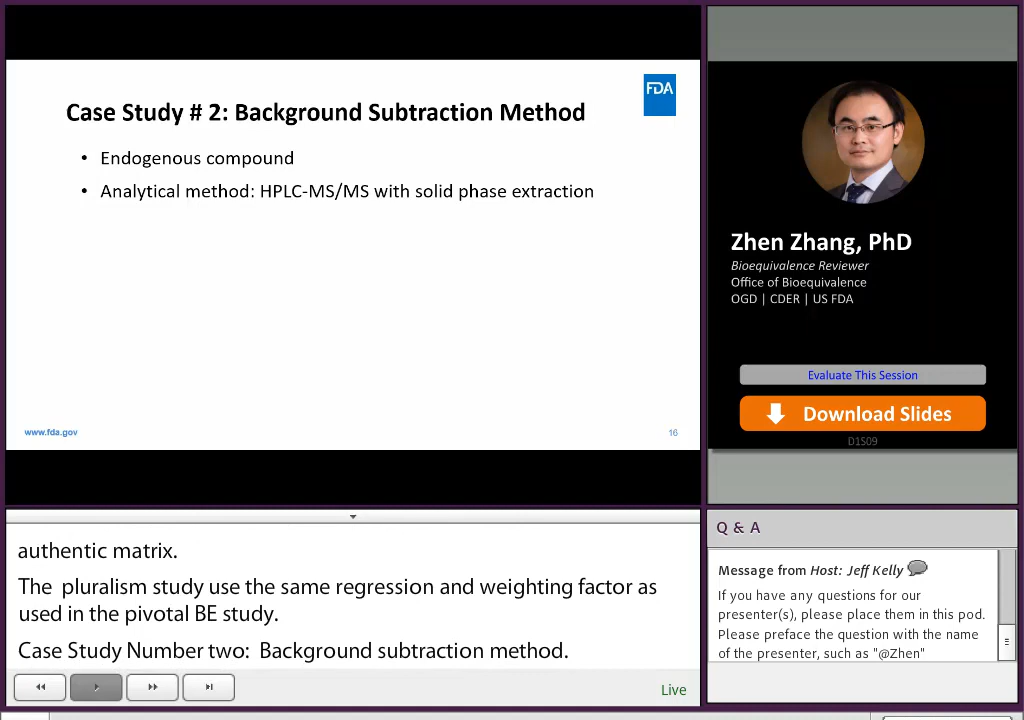 FDA
Case Study # 2: Background Subtraction Method
• Endogenous compound
• Analytical method: HPLC-MS/MS with solid phase extraction
www.fda.gov
16
Zhen Zhang, PhD
Bioequivalence Reviewer
Office of Bioequivalence
OGD | CDER | US FDA
Evaluate This Session
Download Slides
D1S09
authentic matrix.
The pluralism study use the same regression and weighting factor as
used in the pivotal BE study.
Case Study Number two: Background subtraction method.
Live
Q & A
Message from Host: Jeff Kelly
If you have any questions for our
presenter(s), please place them in this pod.
Please preface the question with the name
of the presenter, such as "@Zhen"